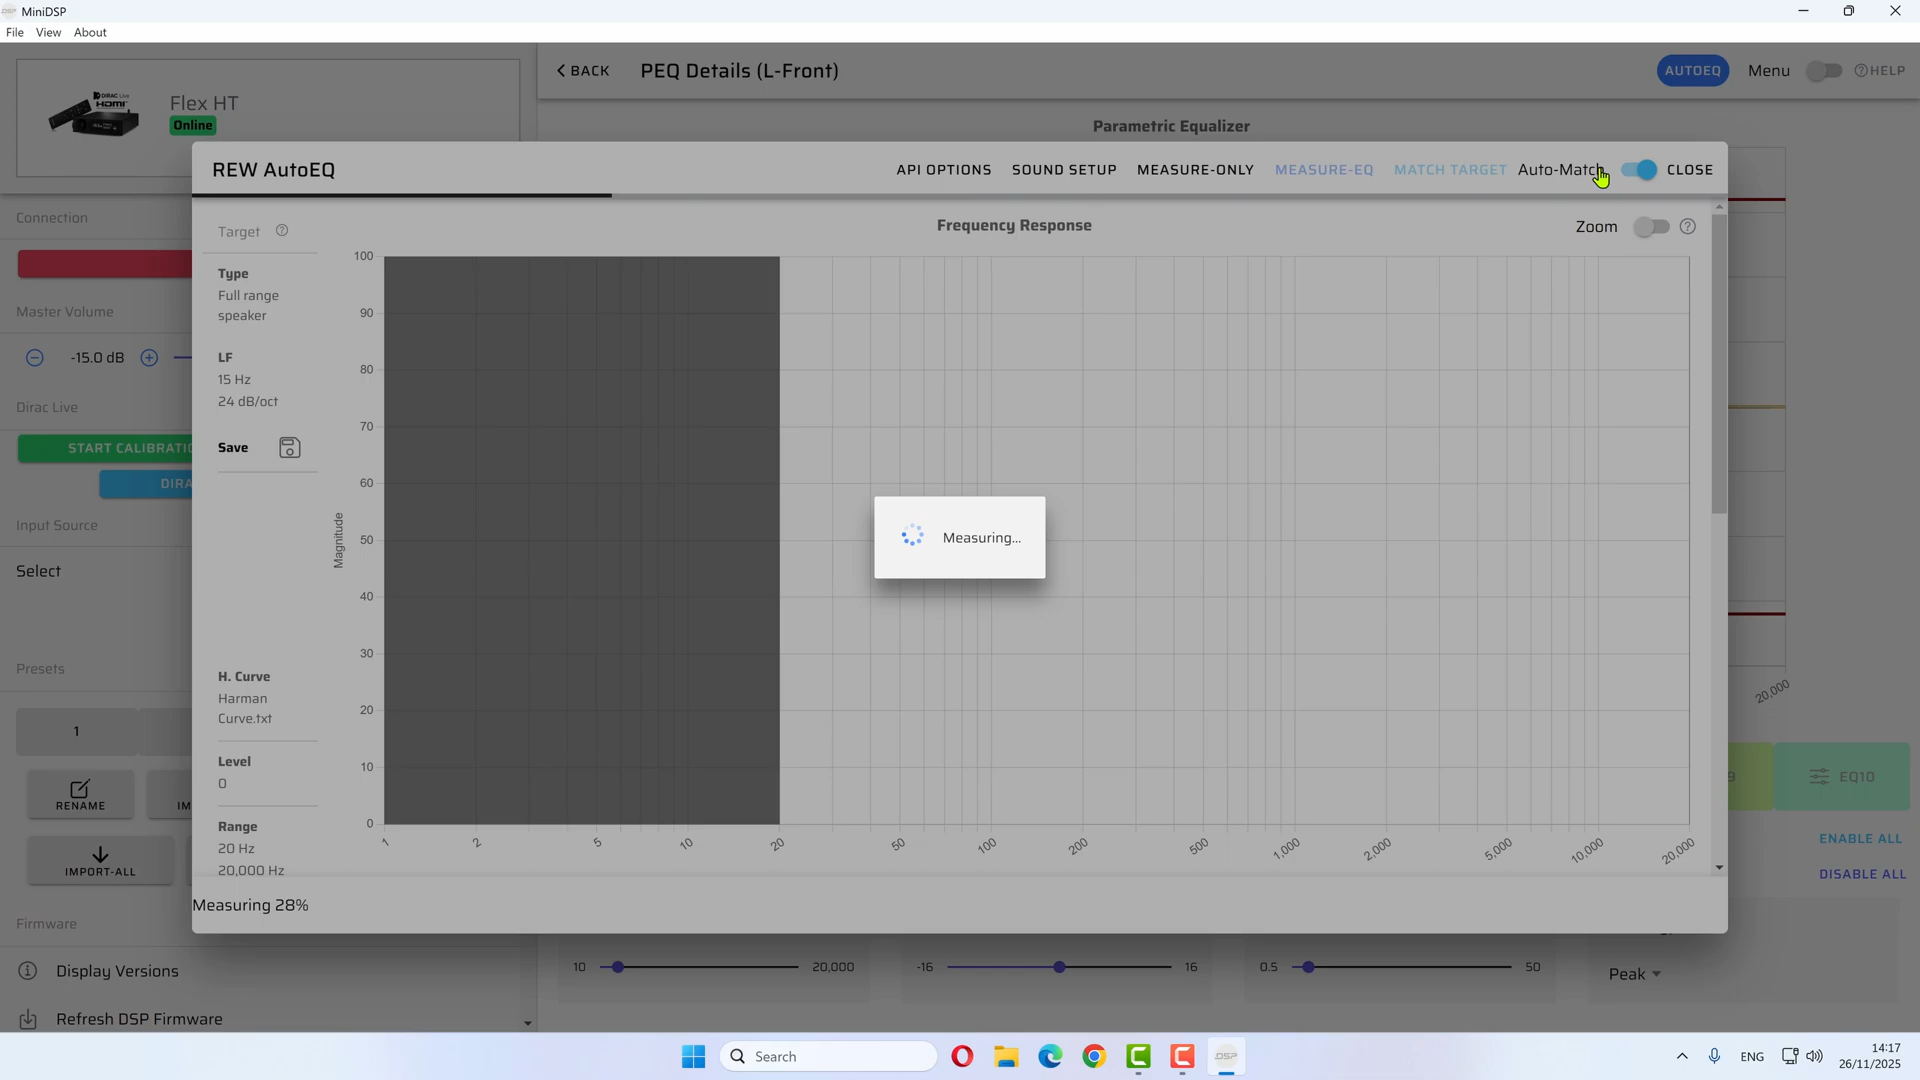 MiniDSP
File View About
DIRAC LIVE
HDMI
Flex HT
Online
BACK
PEQ Details (L-Front)
AUTOEQ
Menu
HELP
Parametric Equalizer
REW AutoEQ
API OPTIONS
SOUND SETUP
MEASURE-ONLY
MEASURE-EQ
MATCH TARGET
Auto-Match
CLOSE
Connection
Master Volume
-15.0 dB
Dirac Live
START CALIBRATIO
DIRA
Input Source
Select
Presets
1
RENAME
IM
IMPORT-ALL
Firmware
Display Versions
Refresh DSP Firmware
Target
Type
Full range
speaker
LF
15 Hz
24 dB/oct
Save
H. Curve
Harman
Curve.txt
Level
0
Range
20 Hz
20,000 Hz
Frequency Response
Zoom
Magnitude
100
90
80
70
60
50
40
30
20
10
0
1 2 5 10 20 50 100 200 500 1,000 2,000 5,000 10,000 20,000
Measuring...
Measuring 28%
20,000
9
EQ10
ENABLE ALL
DISABLE ALL
10 20,000
-16 16
0.5 50
Peak
Search
DSP
ENG
14:17
26/11/2025